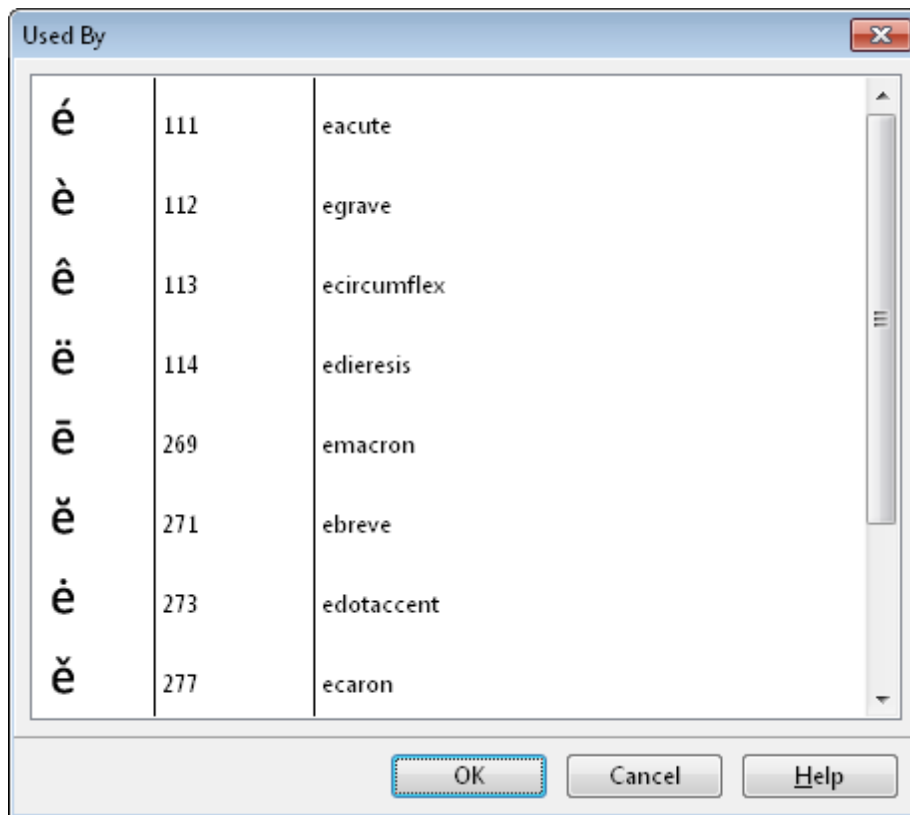 Used By
é 111 eacute
è 112 egrave
ê 113 ecircumflex
ë 114 edieresis
ē 269 emacron
ĕ 271 ebreve
ė 273 edotaccent
ě 277 ecaron
OK Cancel Help